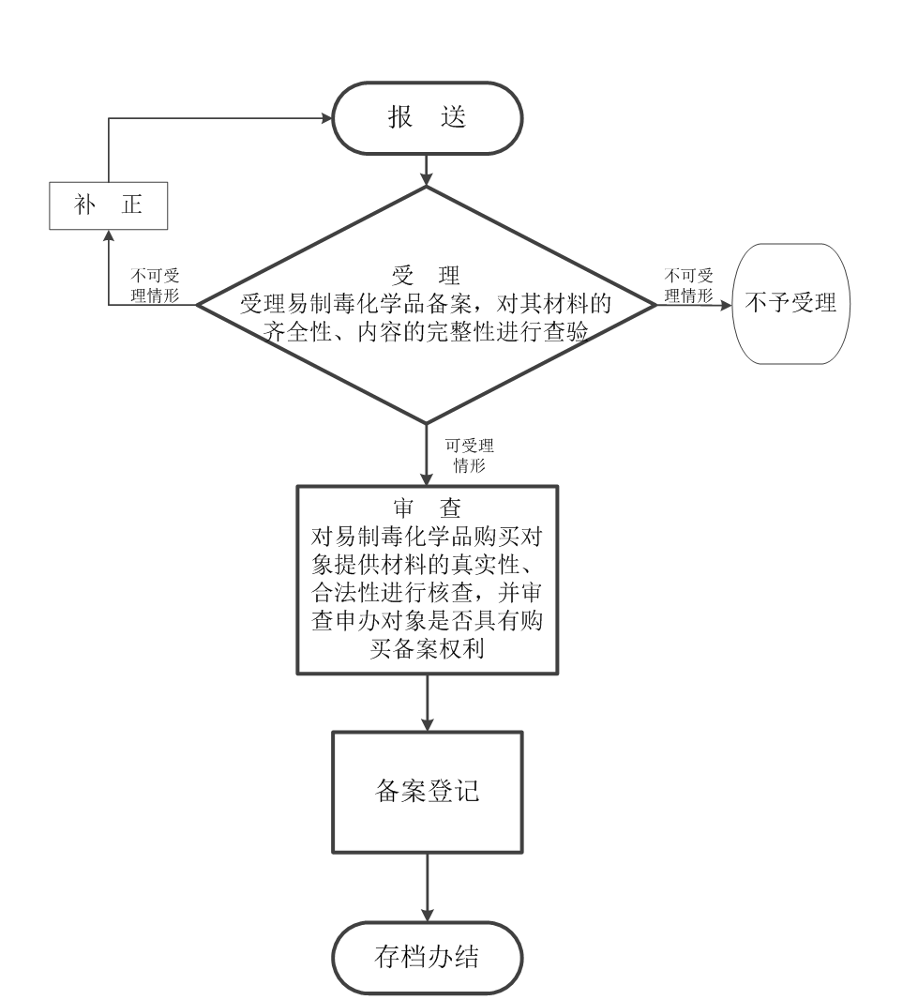 报 送
补 正
不可受
理情形
受 理
受理易制毒化学品备案，对其材料的
齐全性、内容的完整性进行查验
不可受
理情形
不予受理
可受理
情形
审 查
对易制毒化学品购买对
象提供材料的真实性、
合法性进行核查，并审
查申办对象是否具有购
买备案权利
备案登记
存档办结